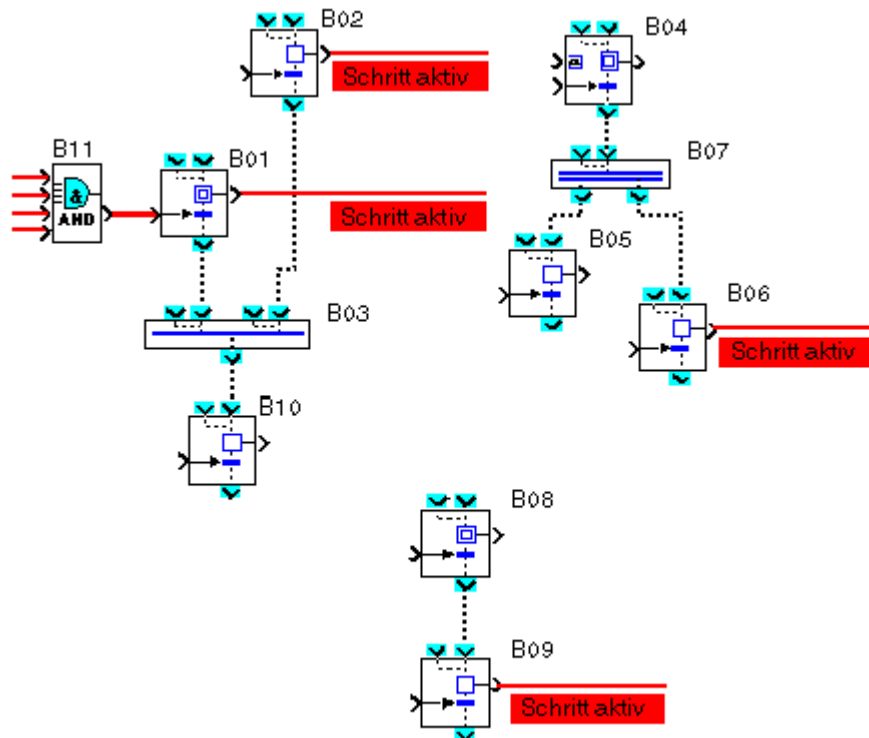 B02
B04
Schritt aktiv
B11
B01
B07
&
AND
Schritt aktiv
B05
B03
B06
Schritt aktiv
B10
B08
B09
Schritt aktiv